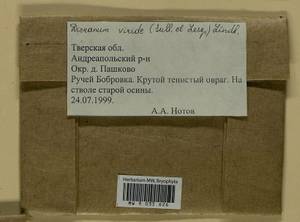 Dicranum viride (Sull. et Lesq.) Lindb.
Тверская обл.
Андреапольский р-н
Окр. д. Пашково
Ручей Бобровка. Крутой тенистый овраг. На
стволе старой осины.
24.07.1999.
А.А. Нотов
Herbarium MW, Bryophyta